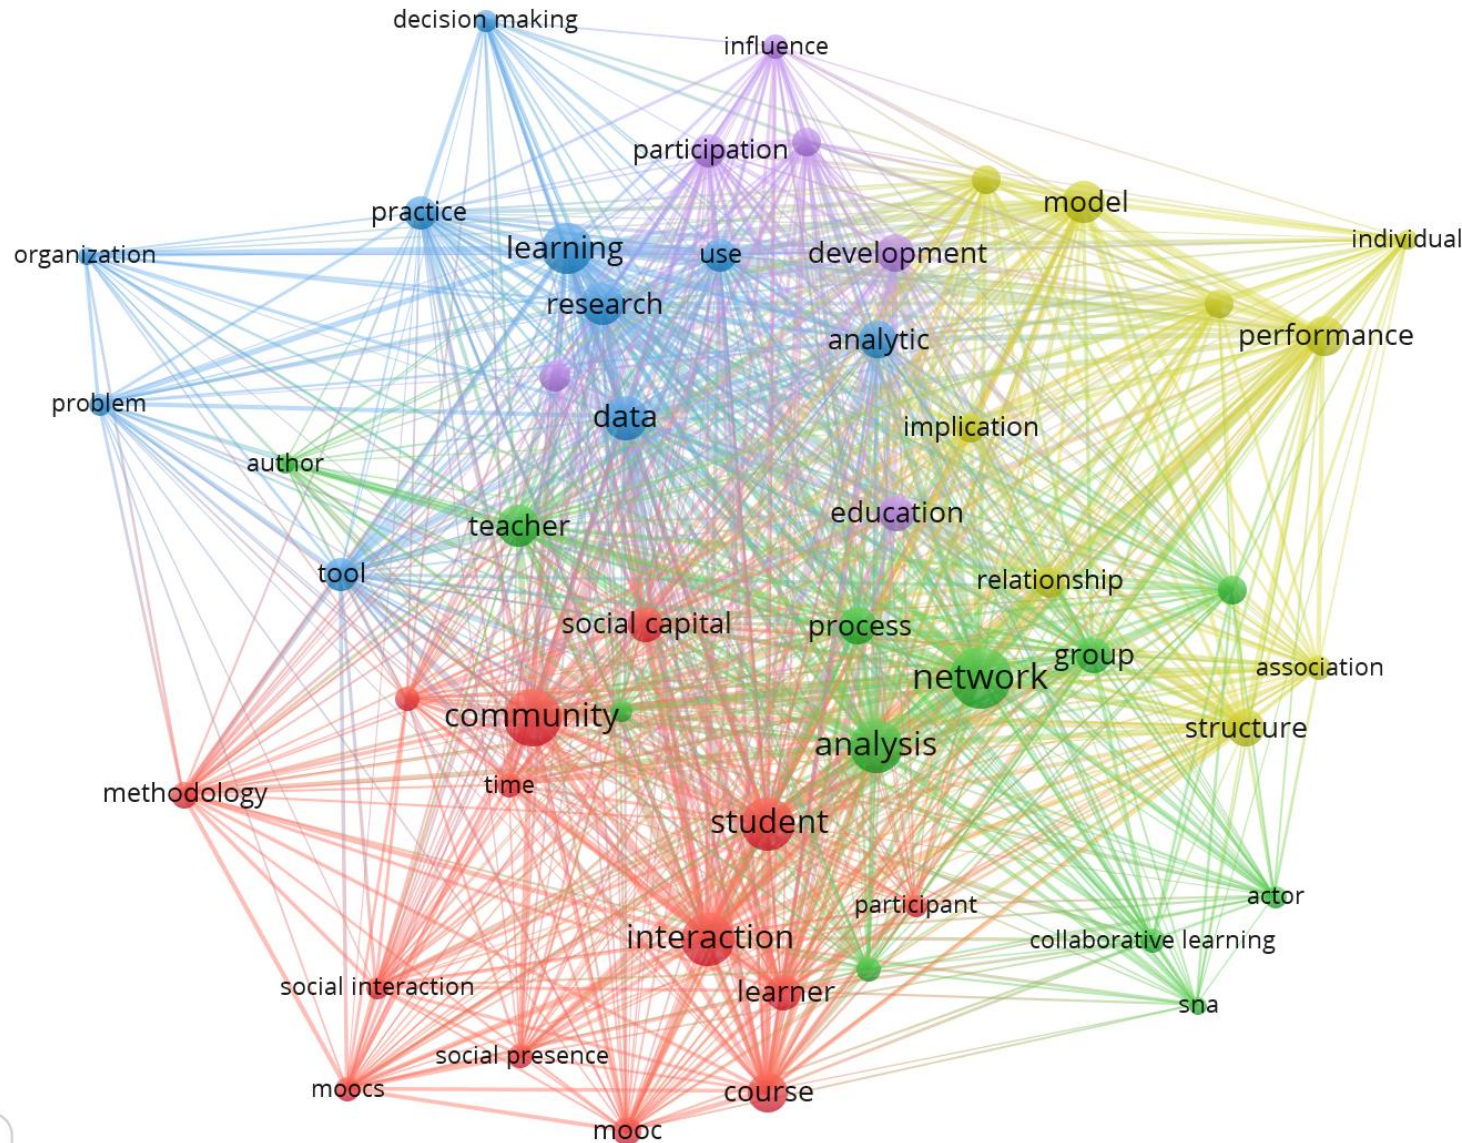 decision making
influence
participation
practice
model
individual
organization
learning
use
development
research
analytic
performance
problem
data
implication
author
teacher
education
tool
relationship
social capital
process
group
association
network
community
structure
analysis
time
methodology
student
actor
participant
interaction
collaborative learning
social interaction
learner
sna
social presence
moocs
course
mooc